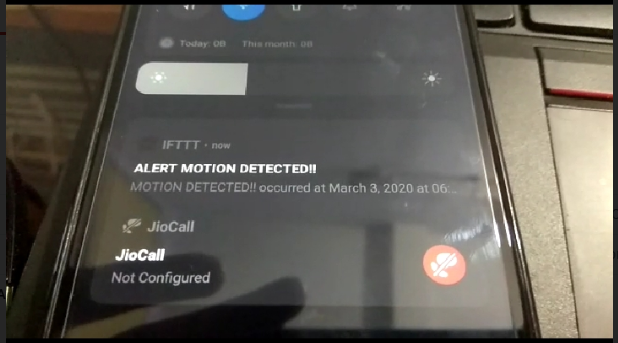 Today: 0B This month: 0B
IFTTT • now
ALERT MOTION DETECTED!!
MOTION DETECTED!! occurred at March 3, 2020 at 06:..
JioCall
JioCall
Not Configured